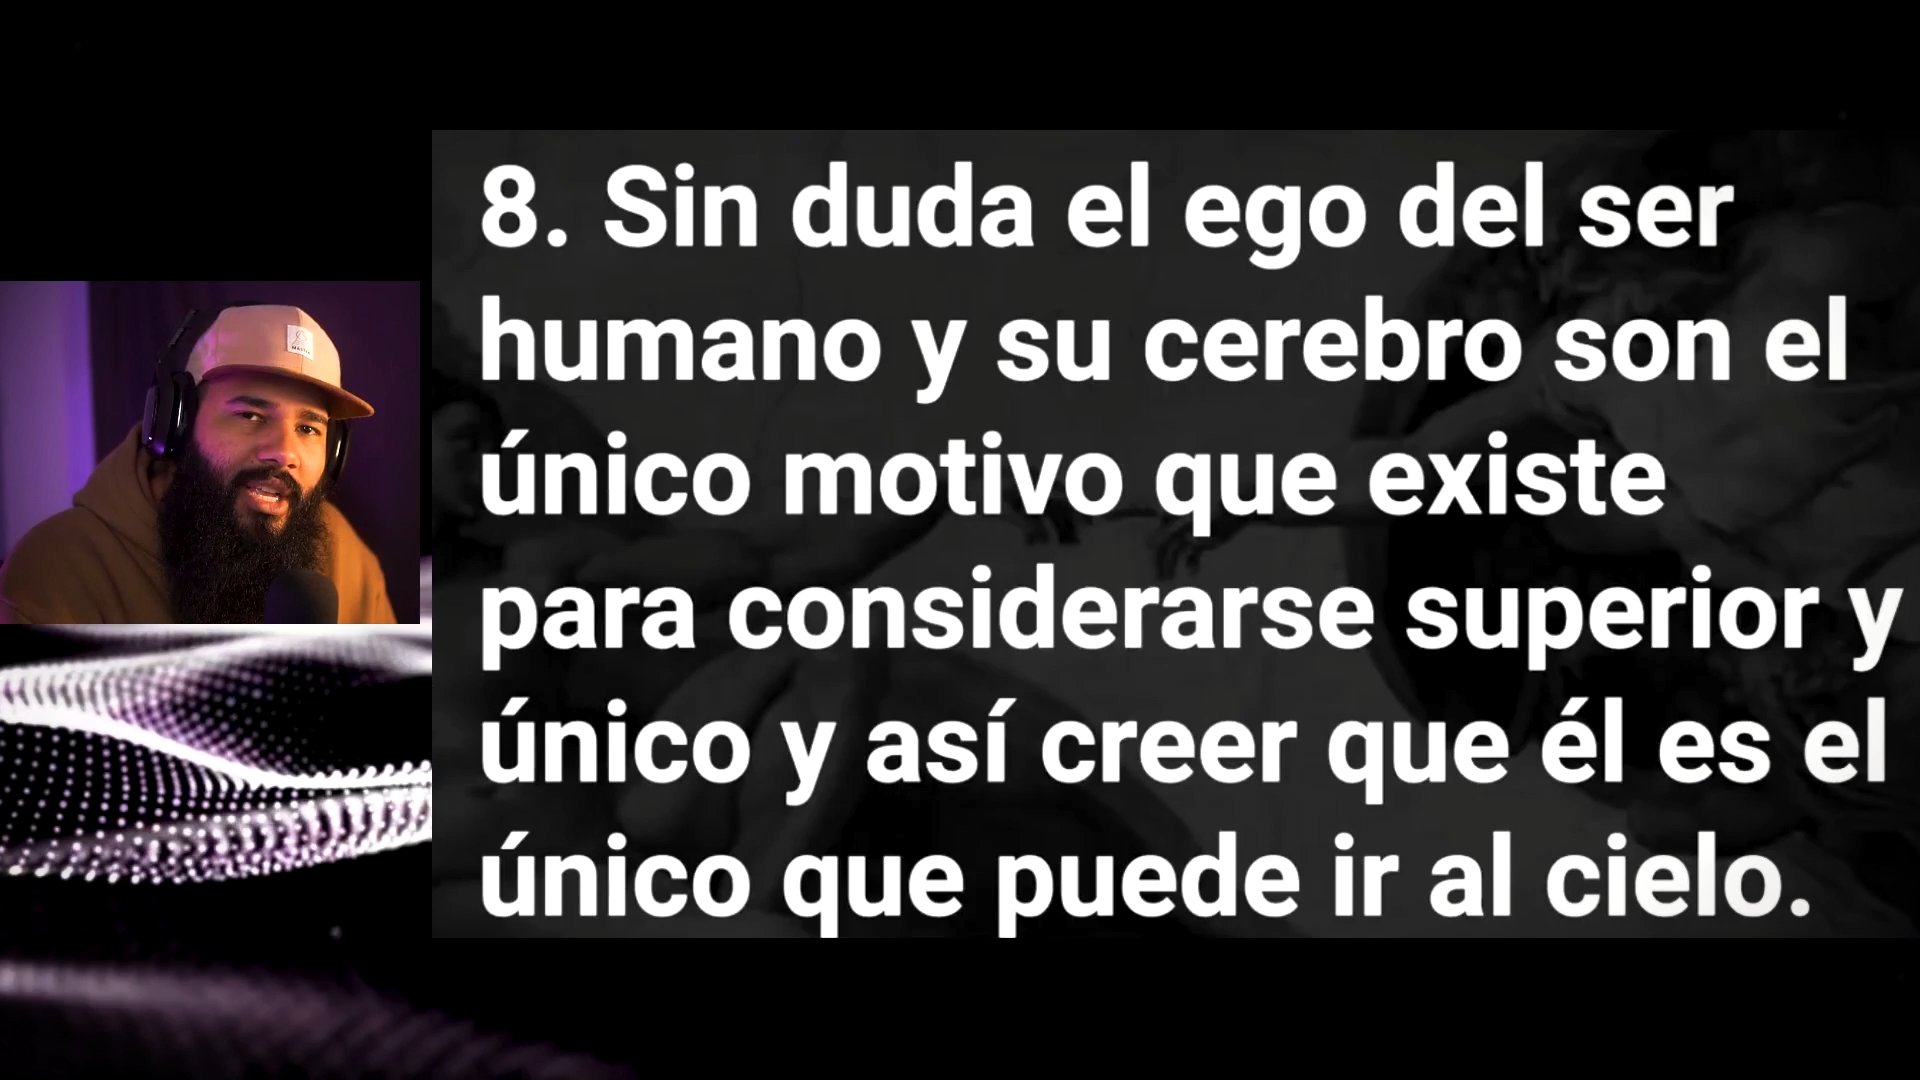 8. Sin duda el ego del ser
humano y su cerebro son el
único motivo que existe
para considerarse superior y
único y así creer que él es el
único que puede ir al cielo.